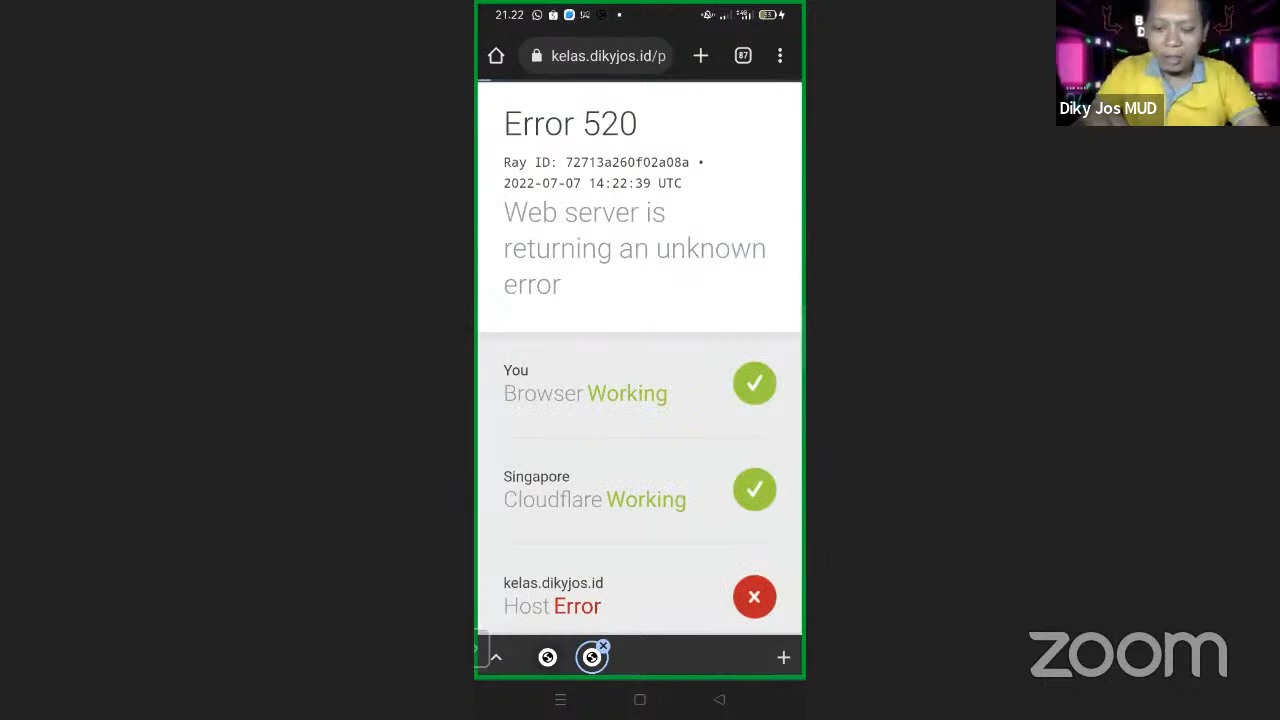 21.22
kelas.dikyjos.id/p
87
Error 520
Ray ID: 72713a260f02a08a •
2022-07-07 14:22:39 UTC
Web server is
returning an unknown
error
You
Browser Working
Singapore
Cloudflare Working
kelas.dikyjos.id
Host Error
Diky Jos MUD
zoom